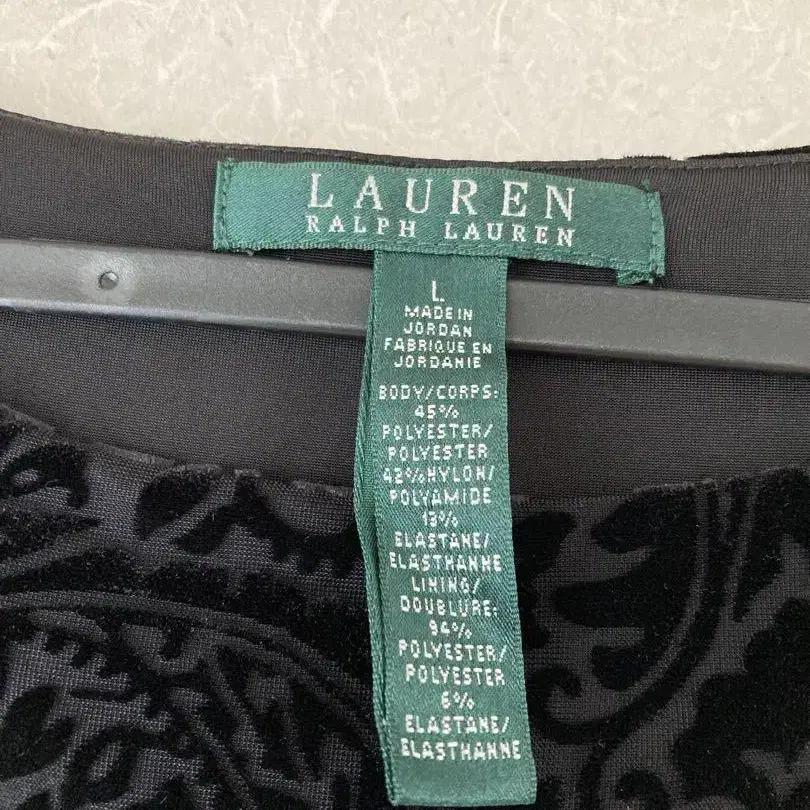 LAUREN
RALPH LAUREN
L
MADE IN
JORDAN
FABRIQUE EN
JORDANIE
BODY/CORPS:
45%
POLYESTER/
POLYESTER
42%NYLON/
POLYAMIDE
13%
ELASTANE/
ELASTHANNE
LINING/
DOUBLURE:
94%
POLYESTER/
POLYESTER
6%
ELASTANE/
ELASTHANNE